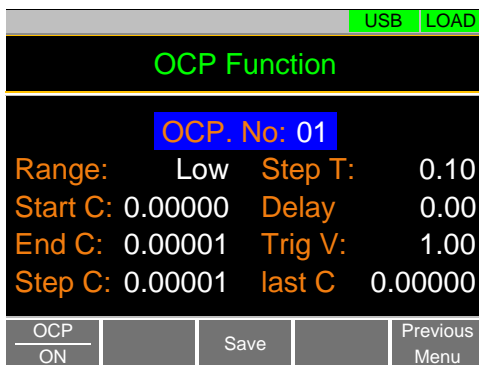 USB LOAD
OCP Function
OCP. No: 01
Range: Low Step T: 0.10
Start C: 0.00000 Delay 0.00
End C: 0.00001 Trig V: 1.00
Step C: 0.00001 last C 0.00000
OCP Save Previous
ON Menu